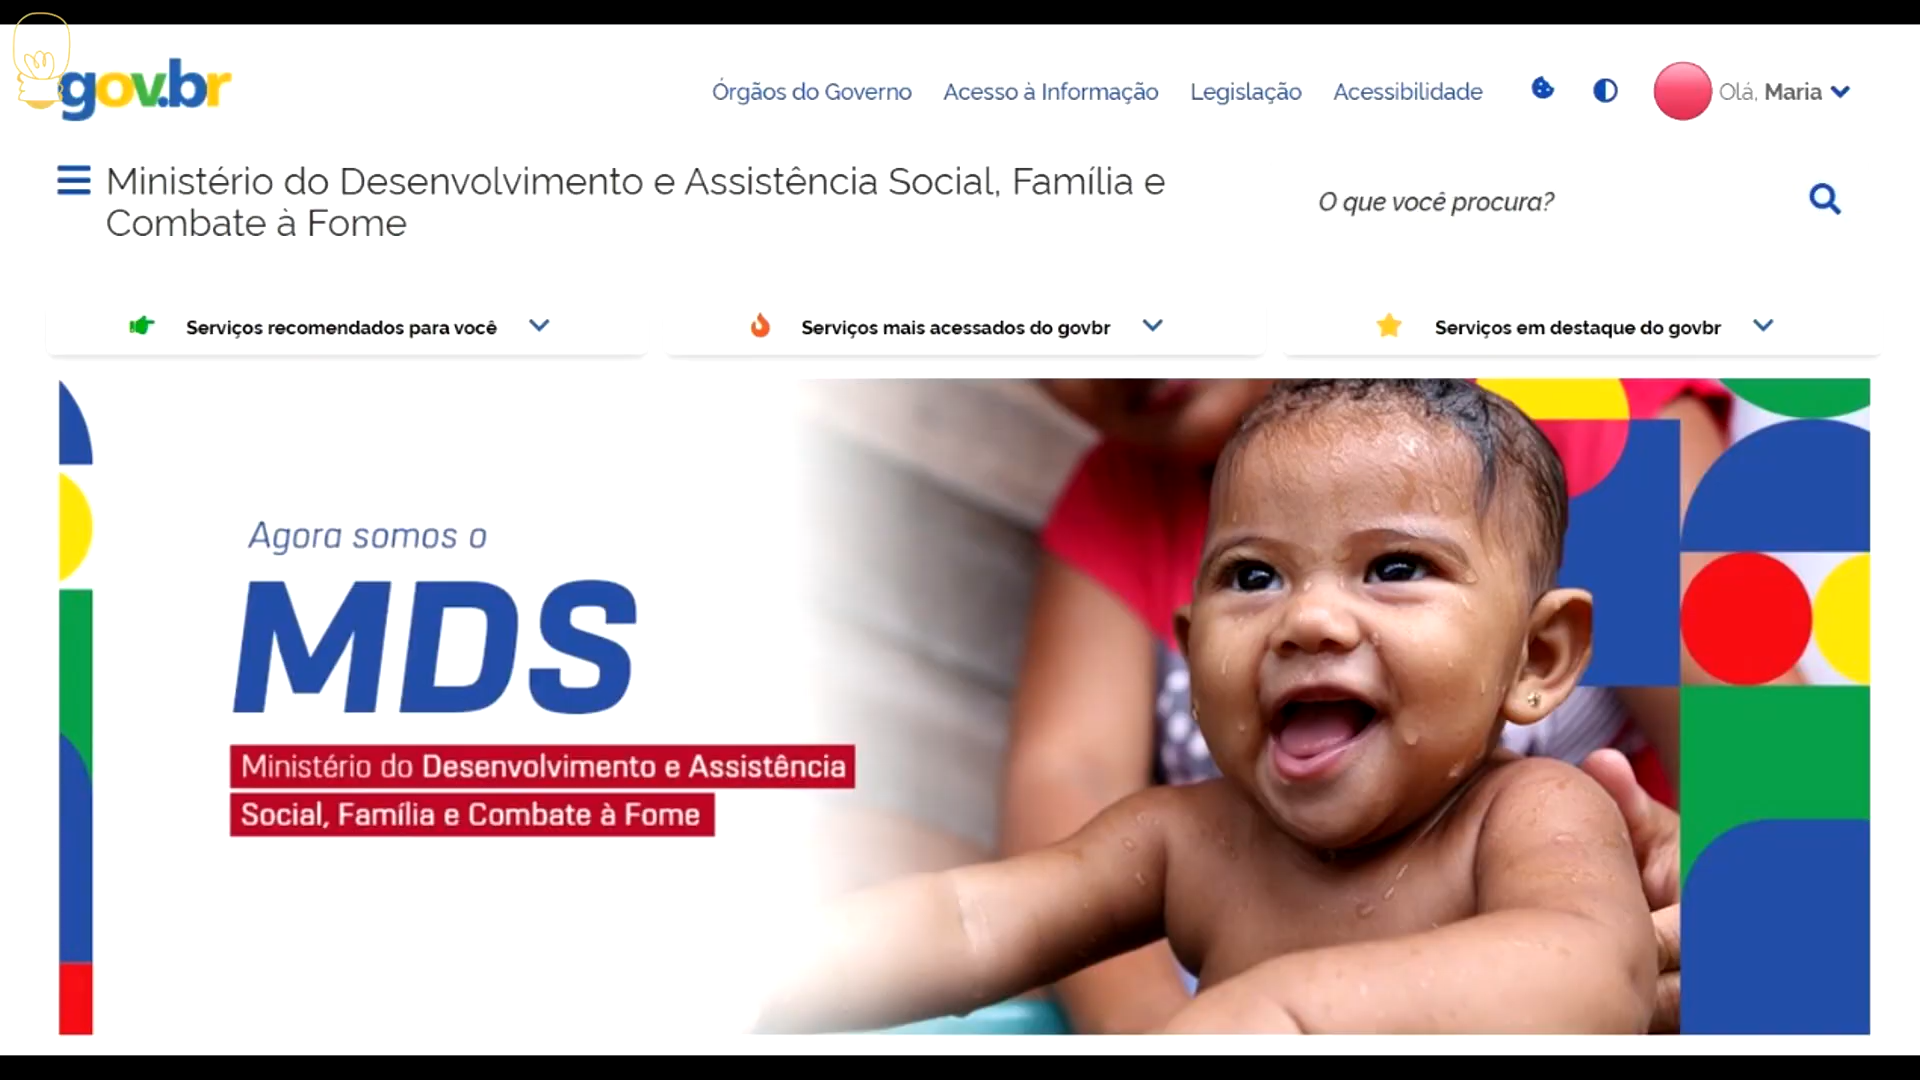 gov.br
Órgãos do Governo Acesso à Informação Legislação Acessibilidade Olá, Maria
Ministério do Desenvolvimento e Assistência Social, Família e
Combate à Fome
O que você procura?
Serviços recomendados para você Serviços mais acessados do govbr Serviços em destaque do govbr
Agora somos o
MDS
Ministério do Desenvolvimento e Assistência
Social, Família e Combate à Fome